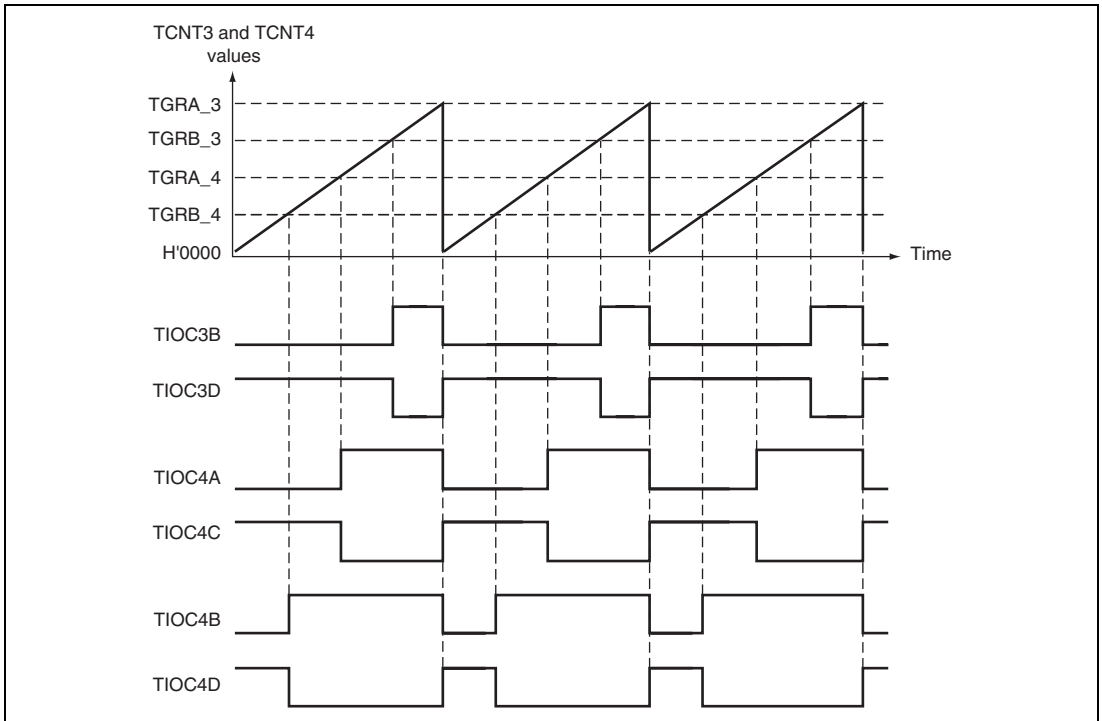 TCNT3 and TCNT4
values
TGRA_3
TGRB_3
TGRA_4
TGRB_4
H'0000
Time
TIOC3B
TIOC3D
TIOC4A
TIOC4C
TIOC4B
TIOC4D